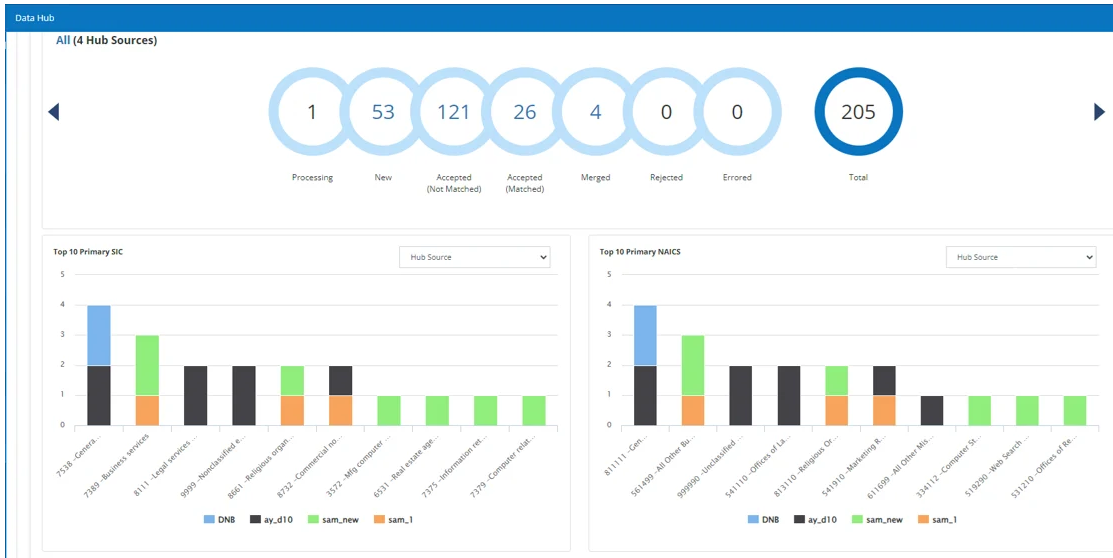 Data Hub
All (4 Hub Sources)
1 53 121 26 4 0 0 205
Processing New Accepted (Not Matched) Accepted (Matched) Merged Rejected Errored Total
Top 10 Primary SIC
Hub Source
5
4
3
2
1
0
7538 -Genera...
7389 -Business services
8111 -Legal services ...
9999 -Nonclassified e...
8661 -Religious organ...
8732 -Commercial no...
3572 -Mfg computer ...
6531 -Real estate age...
7375 -Information ret...
7379 -Computer relat...
DNB ay_d10 sam_new sam_1
Top 10 Primary NAICS
Hub Source
5
4
3
2
1
0
811111 -Gen...
561499 -All Other Bu...
999990 -Unclassified ...
541110 -Offices of La...
813110 -Religious Or...
541910 -Marketing R...
611699 -All Other Mis...
334112 -Computer St...
519290 -Web Search ...
531210 -Offices of Re...
DNB ay_d10 sam_new sam_1